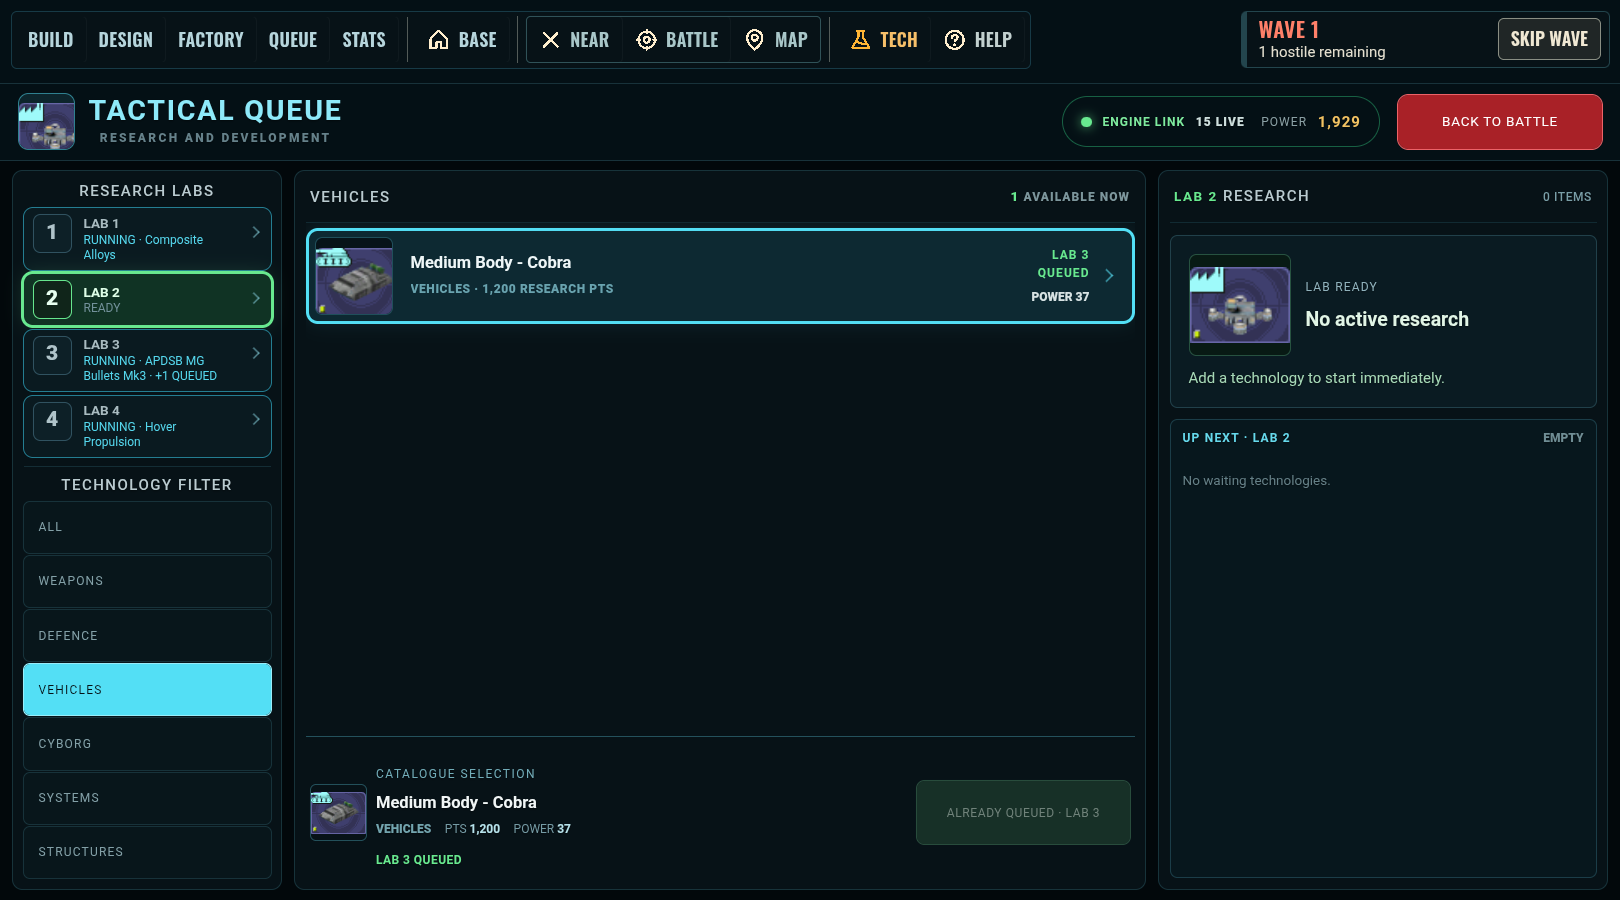 BUILD DESIGN FACTORY QUEUE STATS BASE NEAR BATTLE MAP TECH HELP
WAVE 1
1 hostile remaining
SKIP WAVE
TACTICAL QUEUE
RESEARCH AND DEVELOPMENT
ENGINE LINK 15 LIVE POWER 1,929
BACK TO BATTLE
RESEARCH LABS
1
LAB 1
RUNNING · Composite
Alloys
2
LAB 2
READY
3
LAB 3
RUNNING · APDSB MG
Bullets Mk3 · +1 QUEUED
4
LAB 4
RUNNING · Hover
Propulsion
TECHNOLOGY FILTER
ALL
WEAPONS
DEFENCE
VEHICLES
CYBORG
SYSTEMS
STRUCTURES
VEHICLES
1 AVAILABLE NOW
Medium Body - Cobra
VEHICLES · 1,200 RESEARCH PTS
LAB 3
QUEUED
POWER 37
CATALOGUE SELECTION
Medium Body - Cobra
VEHICLES PTS 1,200 POWER 37
LAB 3 QUEUED
ALREADY QUEUED · LAB 3
LAB 2 RESEARCH
0 ITEMS
LAB READY
No active research
Add a technology to start immediately.
UP NEXT · LAB 2
EMPTY
No waiting technologies.